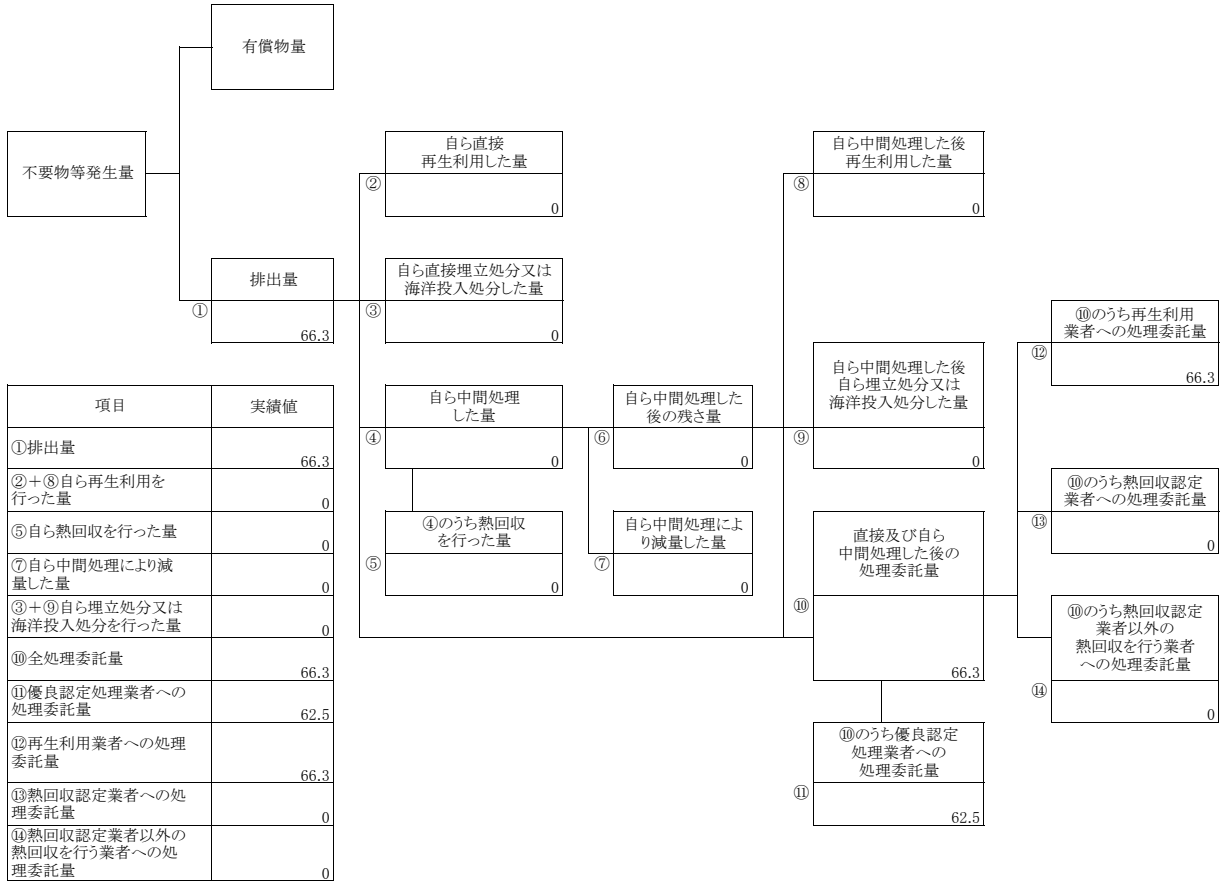 有償物量
不要物等発生量
自ら直接
再生利用した量
②
0
自ら中間処理した後
再生利用した量
⑧
0
排出量
①
66.3
自ら直接埋立処分又は
海洋投入処分した量
③
0
⑩のうち再生利用
業者への処理委託量
⑫
66.3
自ら中間処理した後
自ら埋立処分又は
海洋投入処分した量
⑨
0
自ら中間処理
した量
④
0
自ら中間処理した
後の残さ量
⑥
0
⑩のうち熱回収認定
業者への処理委託量
⑬
0
④のうち熱回収
を行った量
⑤
0
自ら中間処理によ
り減量した量
⑦
0
直接及び自ら
中間処理した後の
処理委託量
⑩
66.3
⑩のうち熱回収認定
業者以外の
熱回収を行う業者
への処理委託量
⑭
0
⑩のうち優良認定
処理業者への
処理委託量
⑪
62.5
項目 実績値
①排出量
66.3
②＋⑧自ら再生利用を
行った量
0
⑤自ら熱回収を行った量
0
⑦自ら中間処理により減
量した量
0
③＋⑨自ら埋立処分又は
海洋投入処分を行った量
0
⑩全処理委託量
66.3
⑪優良認定処理業者への
処理委託量
62.5
⑫再生利用業者への処理
委託量
66.3
⑬熱回収認定業者への処
理委託量
0
⑭熱回収認定業者以外の
熱回収を行う業者への処
理委託量
0